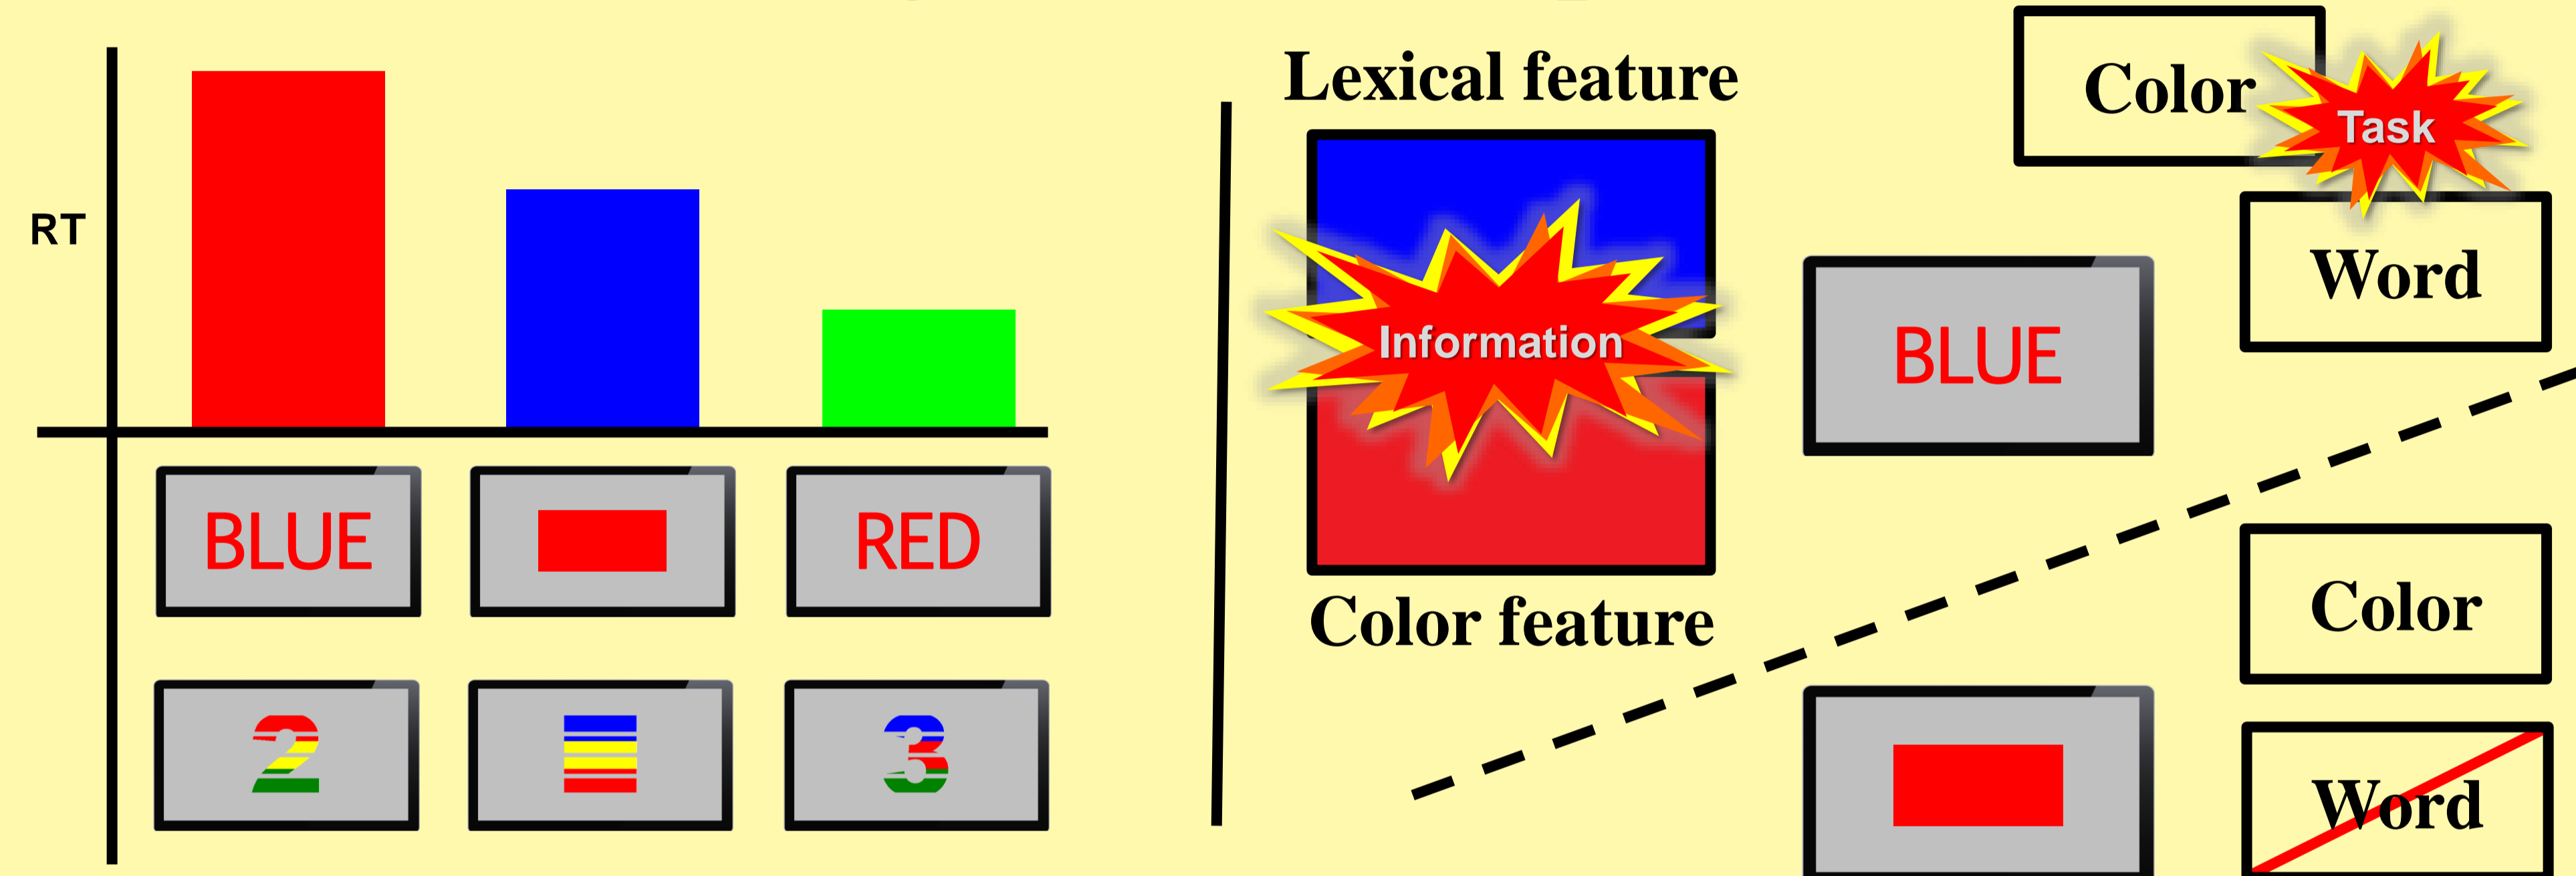 RT
BLUE
RED
2
3
Lexical feature
Information
Color feature
Color
Task
Word
BLUE
Color
Word